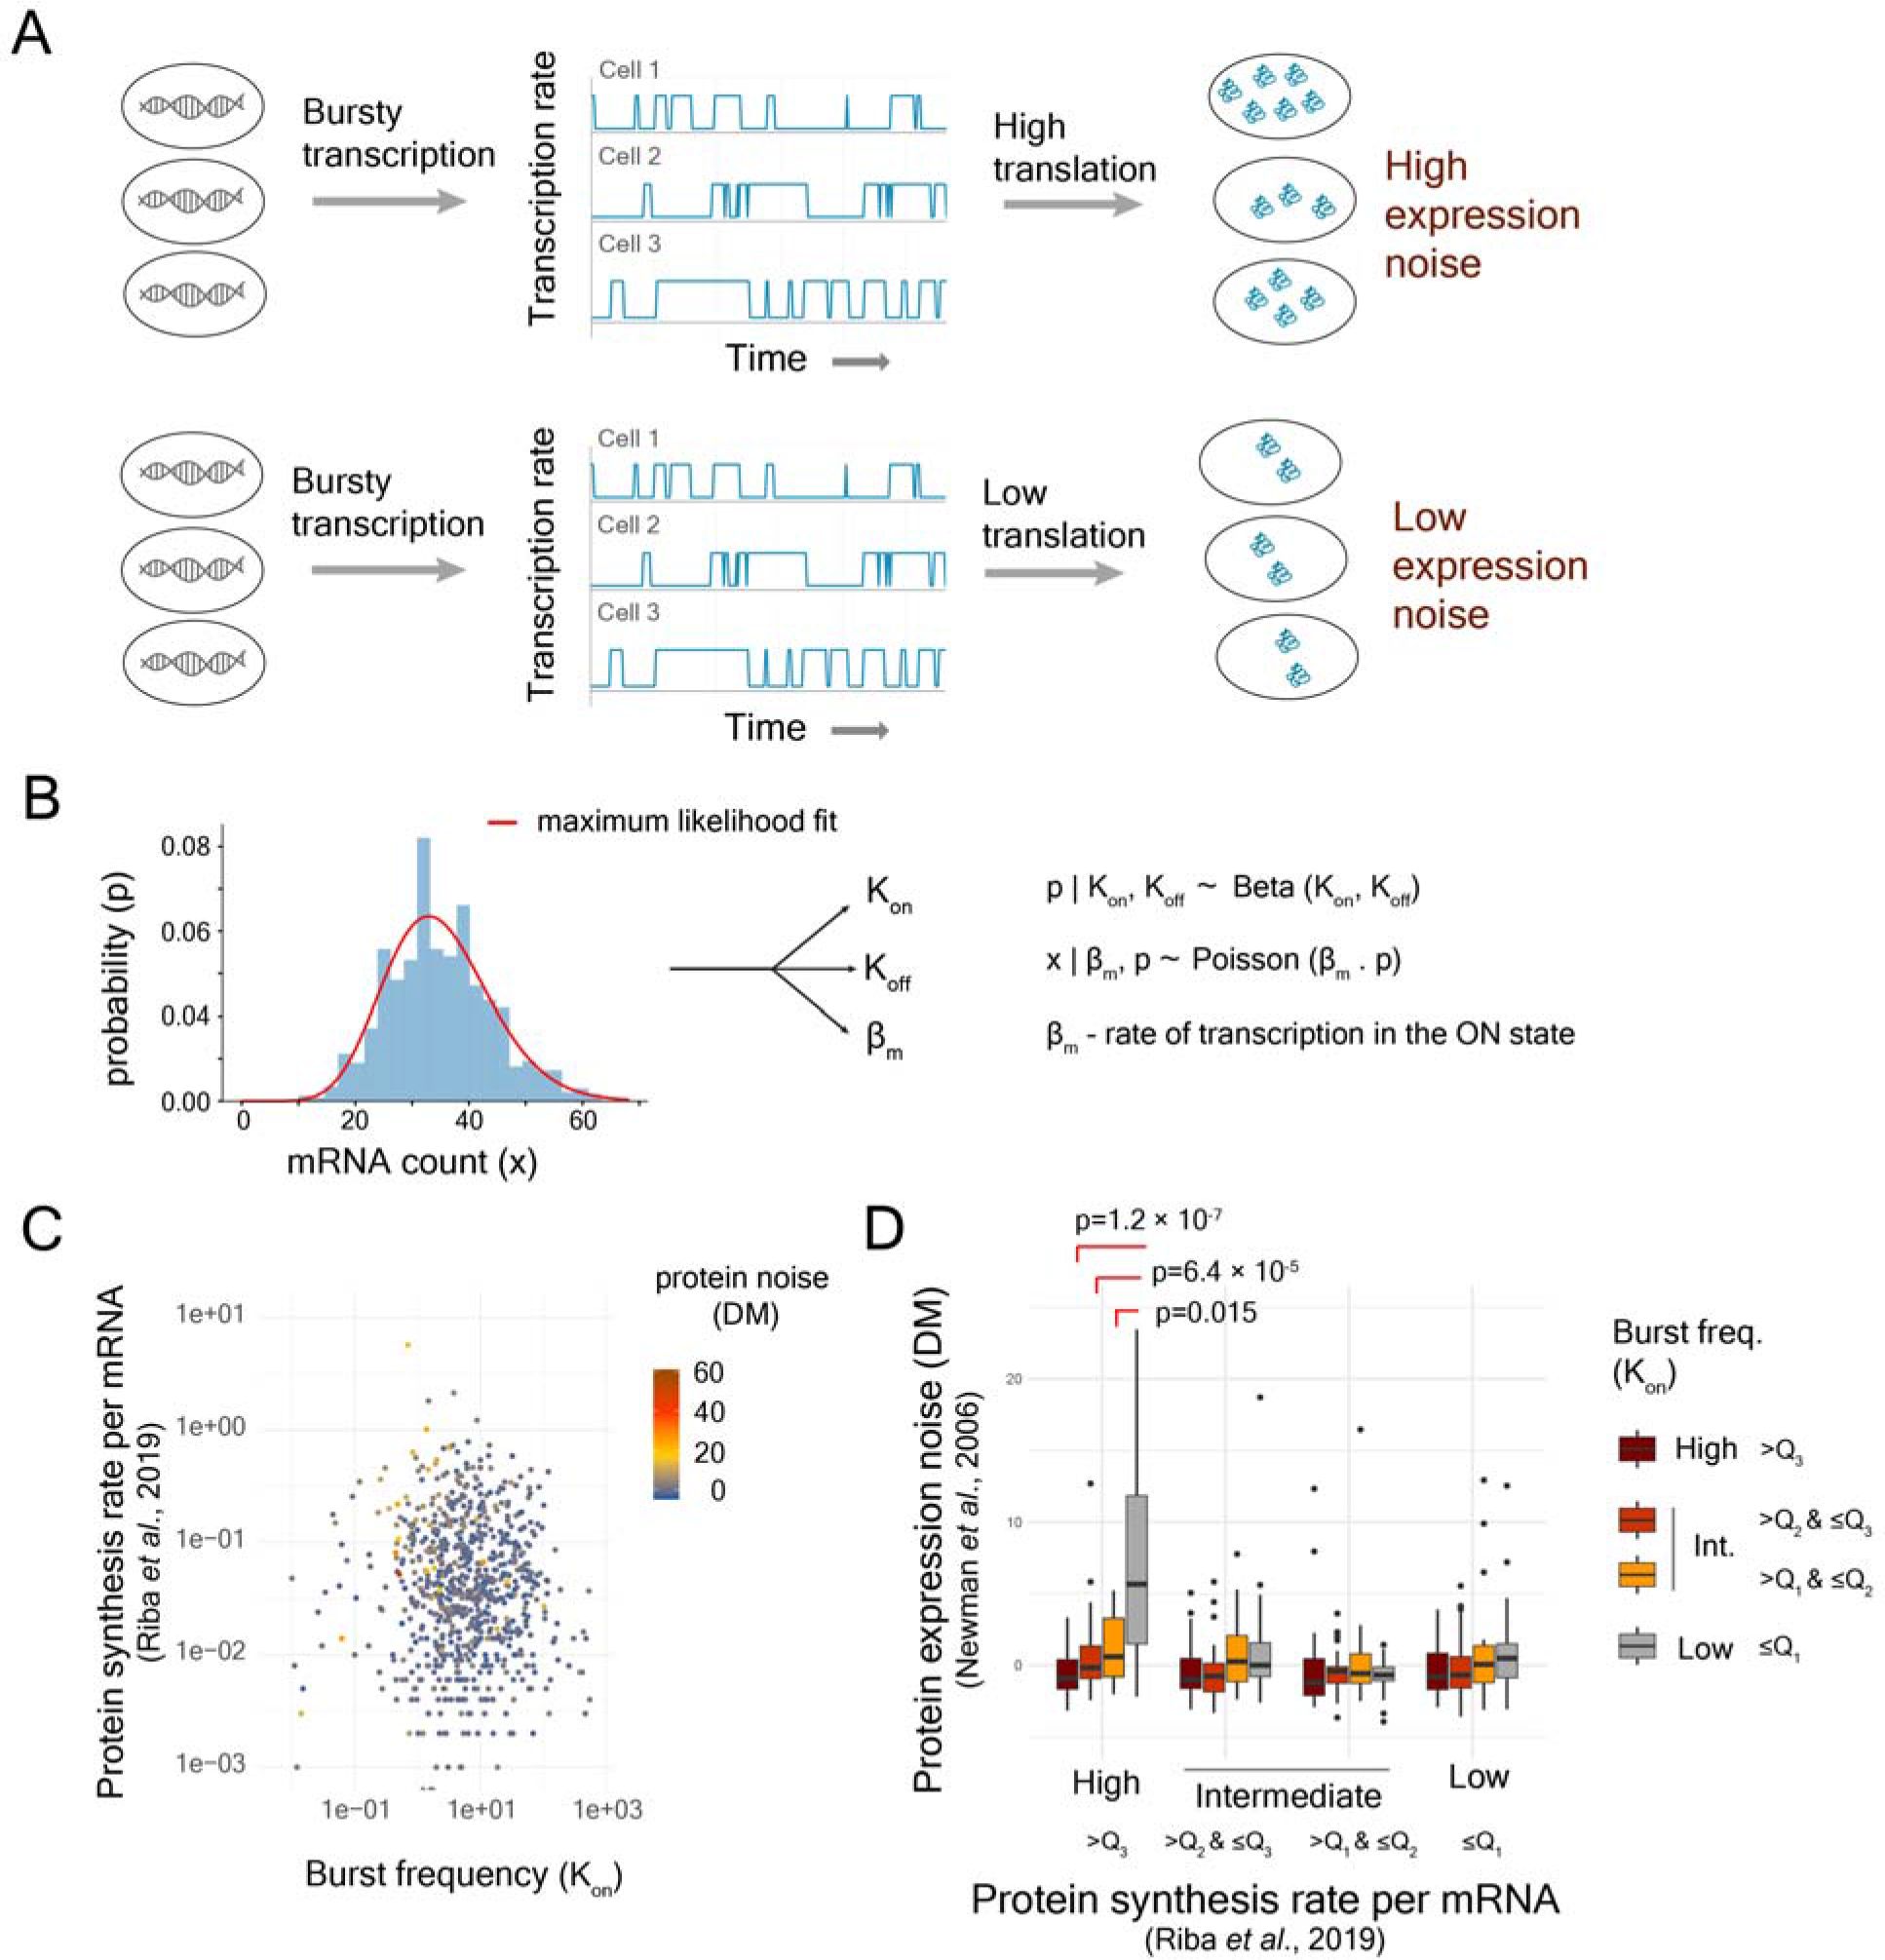 A
Bursty
transcription
Transcription rate
Cell 1
Cell 2
Cell 3
Time
High
translation
High
expression
noise
Bursty
transcription
Transcription rate
Cell 1
Cell 2
Cell 3
Time
Low
translation
Low
expression
noise
B
probability (p)
0.08
0.06
0.04
0.00
0
20
40
60
mRNA count (x)
maximum likelihood fit
Kon
Koff
βm
p | Kon, Koff ~ Beta (Kon, Koff)
x | βm, p ~ Poisson (βm . p)
βm - rate of transcription in the ON state
C
Protein synthesis rate per mRNA
(Riba et al., 2019)
1e+01
1e+00
1e−01
1e−02
1e−03
1e−01
1e+01
1e+03
Burst frequency (Kon)
protein noise
(DM)
60
40
20
0
D
p=1.2 × 10-7
p=6.4 × 10-5
p=0.015
Protein expression noise (DM)
(Newman et al., 2006)
20
10
0
High
Intermediate
Low
>Q3
>Q2 & ≤Q3
>Q1 & ≤Q2
≤Q1
Protein synthesis rate per mRNA
(Riba et al., 2019)
Burst freq.
(Kon)
High >Q3
>Q2 & ≤Q3
Int.
>Q1 & ≤Q2
Low ≤Q1